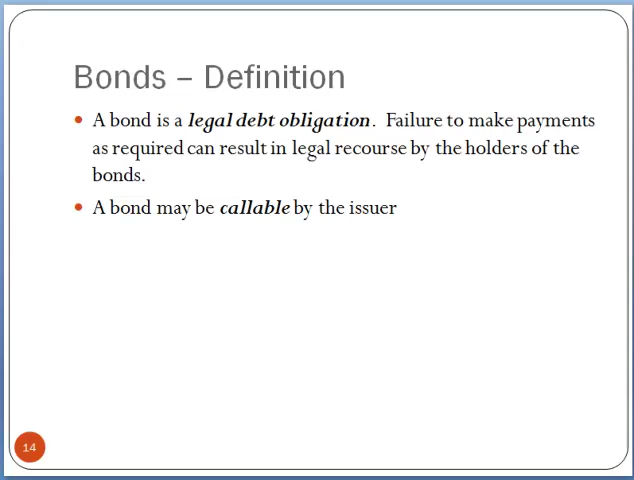 Bonds – Definition
• A bond is a legal debt obligation. Failure to make payments
as required can result in legal recourse by the holders of the
bonds.
• A bond may be callable by the issuer
14